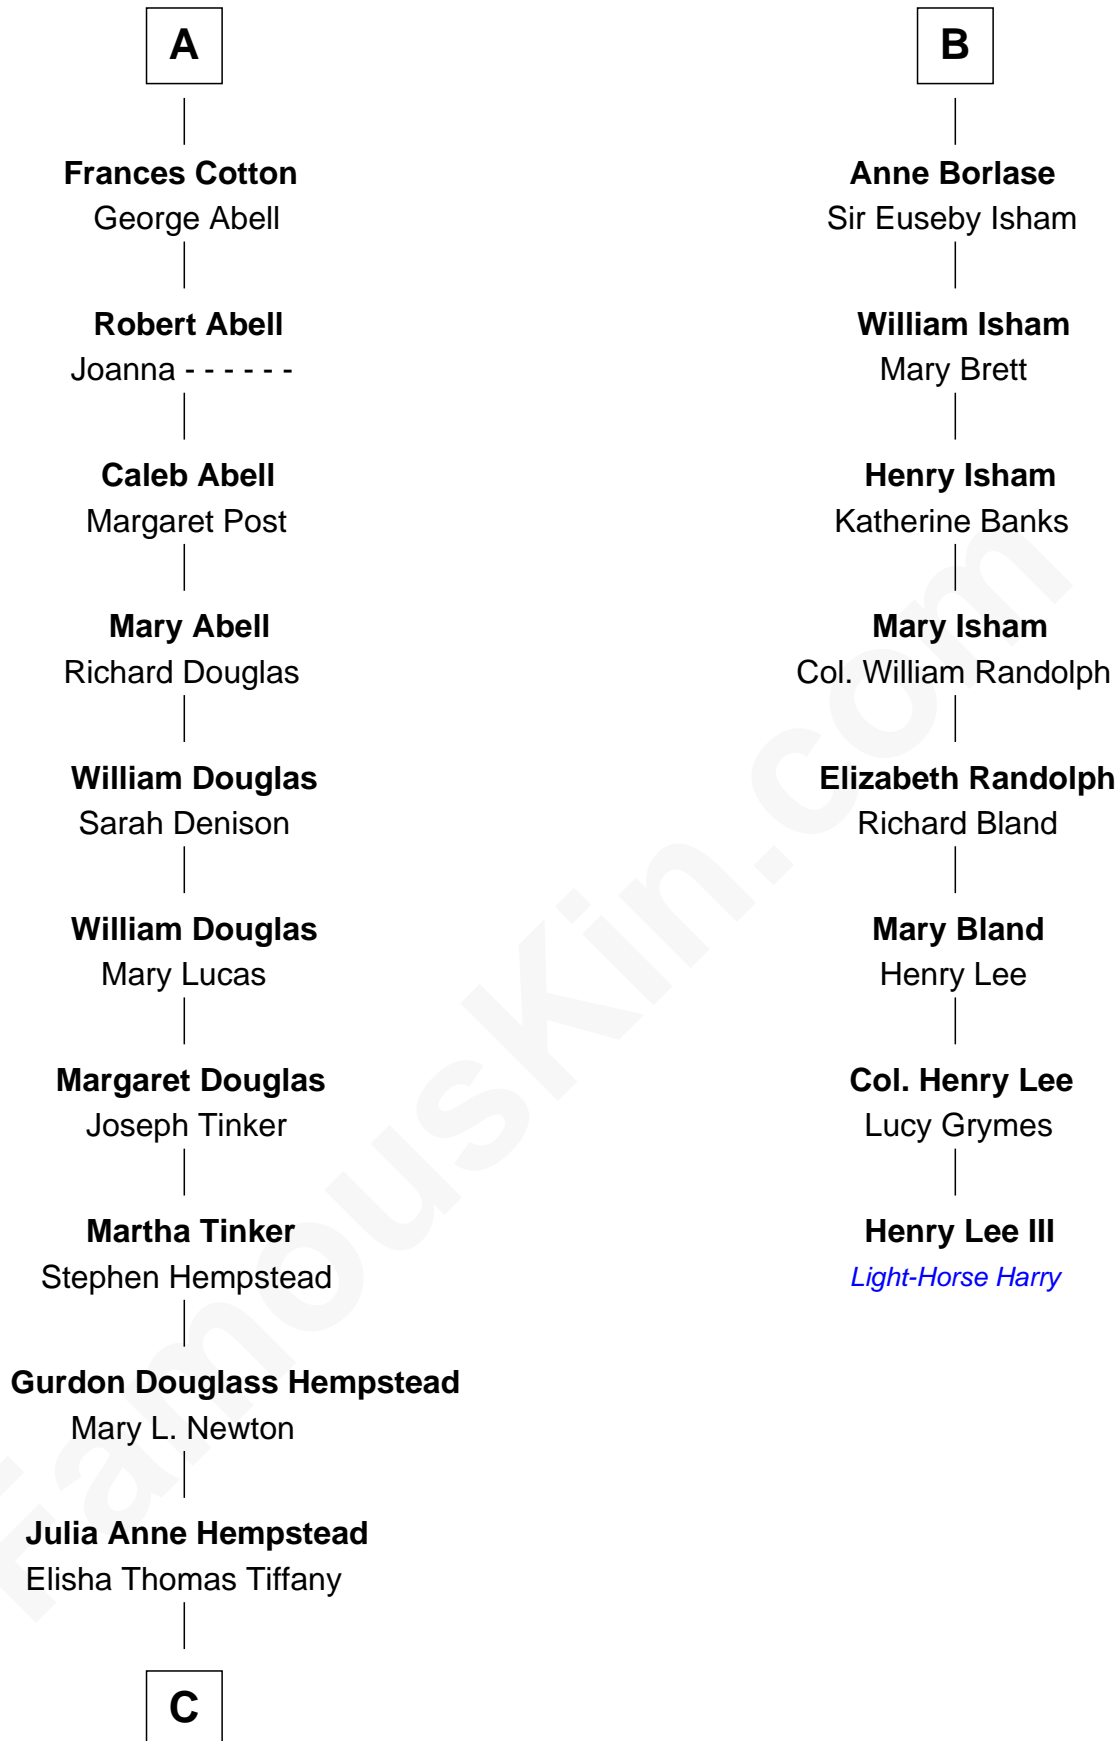 A
Frances Cotton
George Abell
Robert Abell
Joanna - - - - - -
Caleb Abell
Margaret Post
Mary Abell
Richard Douglas
William Douglas
Sarah Denison
William Douglas
Mary Lucas
Margaret Douglas
Joseph Tinker
Martha Tinker
Stephen Hempstead
Gurdon Douglass Hempstead
Mary L. Newton
Julia Anne Hempstead
Elisha Thomas Tiffany
C
B
Anne Borlase
Sir Euseby Isham
William Isham
Mary Brett
Henry Isham
Katherine Banks
Mary Isham
Col. William Randolph
Elizabeth Randolph
Richard Bland
Mary Bland
Henry Lee
Col. Henry Lee
Lucy Grymes
Henry Lee III
Light-Horse Harry
FamousKin.com